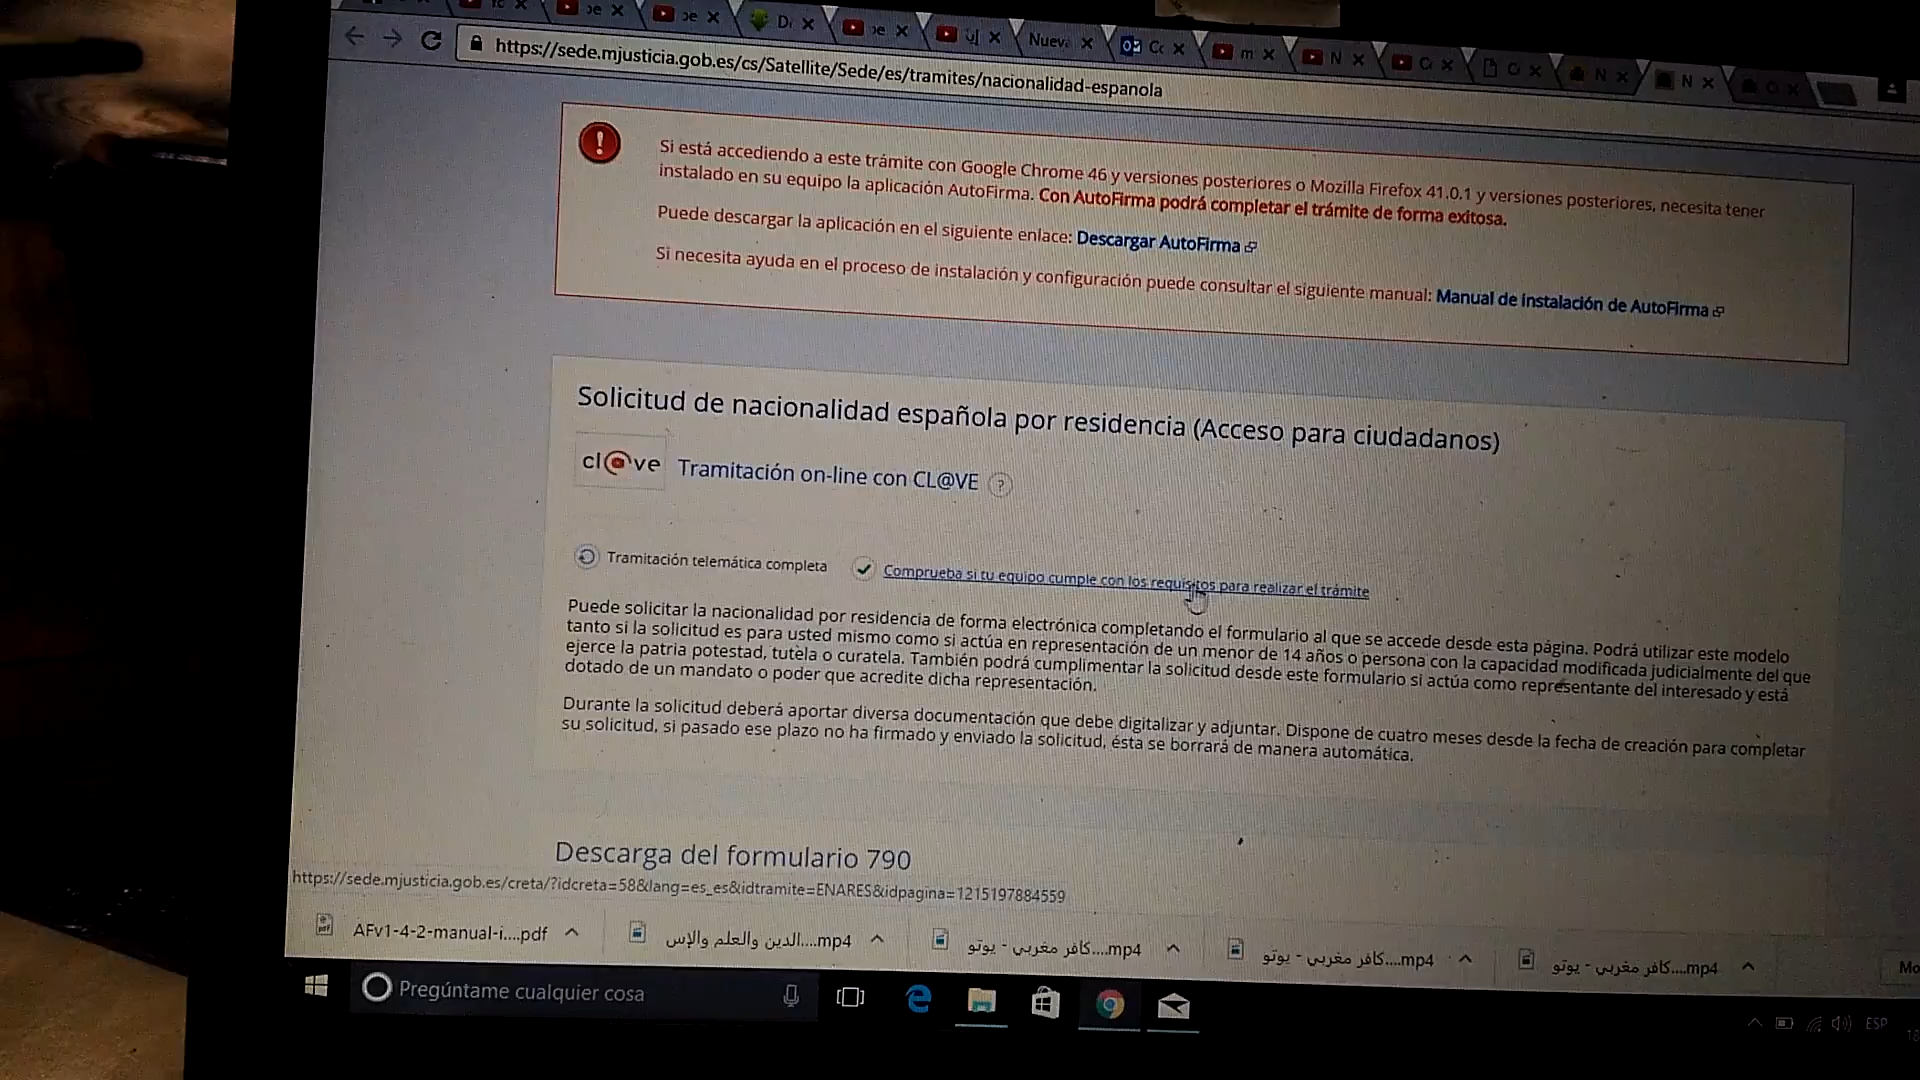 https://sede.mjusticia.gob.es/cs/Satellite/Sede/es/tramites/nacionalidad-espanola
Si está accediendo a este trámite con Google Chrome 46 y versiones posteriores o Mozilla Firefox 41.0.1 y versiones posteriores, necesita tener
instalado en su equipo la aplicación AutoFirma. Con AutoFirma podrá completar el trámite de forma exitosa.
Puede descargar la aplicación en el siguiente enlace: Descargar AutoFirma
Si necesita ayuda en el proceso de instalación y configuración puede consultar el siguiente manual: Manual de instalación de AutoFirma
Solicitud de nacionalidad española por residencia (Acceso para ciudadanos)
cl@ve Tramitación on-line con CL@VE ?
Tramitación telemática completa Comprueba si tu equipo cumple con los requisitos para realizar el trámite
Puede solicitar la nacionalidad por residencia de forma electrónica completando el formulario al que se accede desde esta página. Podrá utilizar este modelo
tanto si la solicitud es para usted mismo como si actúa en representación de un menor de 14 años o persona con la capacidad modificada judicialmente del que
ejerce la patria potestad, tutela o curatela. También podrá cumplimentar la solicitud desde este formulario si actúa como representante del interesado y está
dotado de un mandato o poder que acredite dicha representación.
Durante la solicitud deberá aportar diversa documentación que debe digitalizar y adjuntar. Dispone de cuatro meses desde la fecha de creación para completar
su solicitud, si pasado ese plazo no ha firmado y enviado la solicitud, ésta se borrará de manera automática.
Descarga del formulario 790
https://sede.mjusticia.gob.es/creta/?idcreta=58&lang=es_es&idtramite=ENARES&idpagina=1215197884559
AFv1-4-2-manual-i....pdf
الدين والعلم والإس....mp4
كافر مغربي - يوتو....mp4
كافر مغربي - يوتو....mp4
كافر مغربي - يوتو....mp4
Pregúntame cualquier cosa
ESP